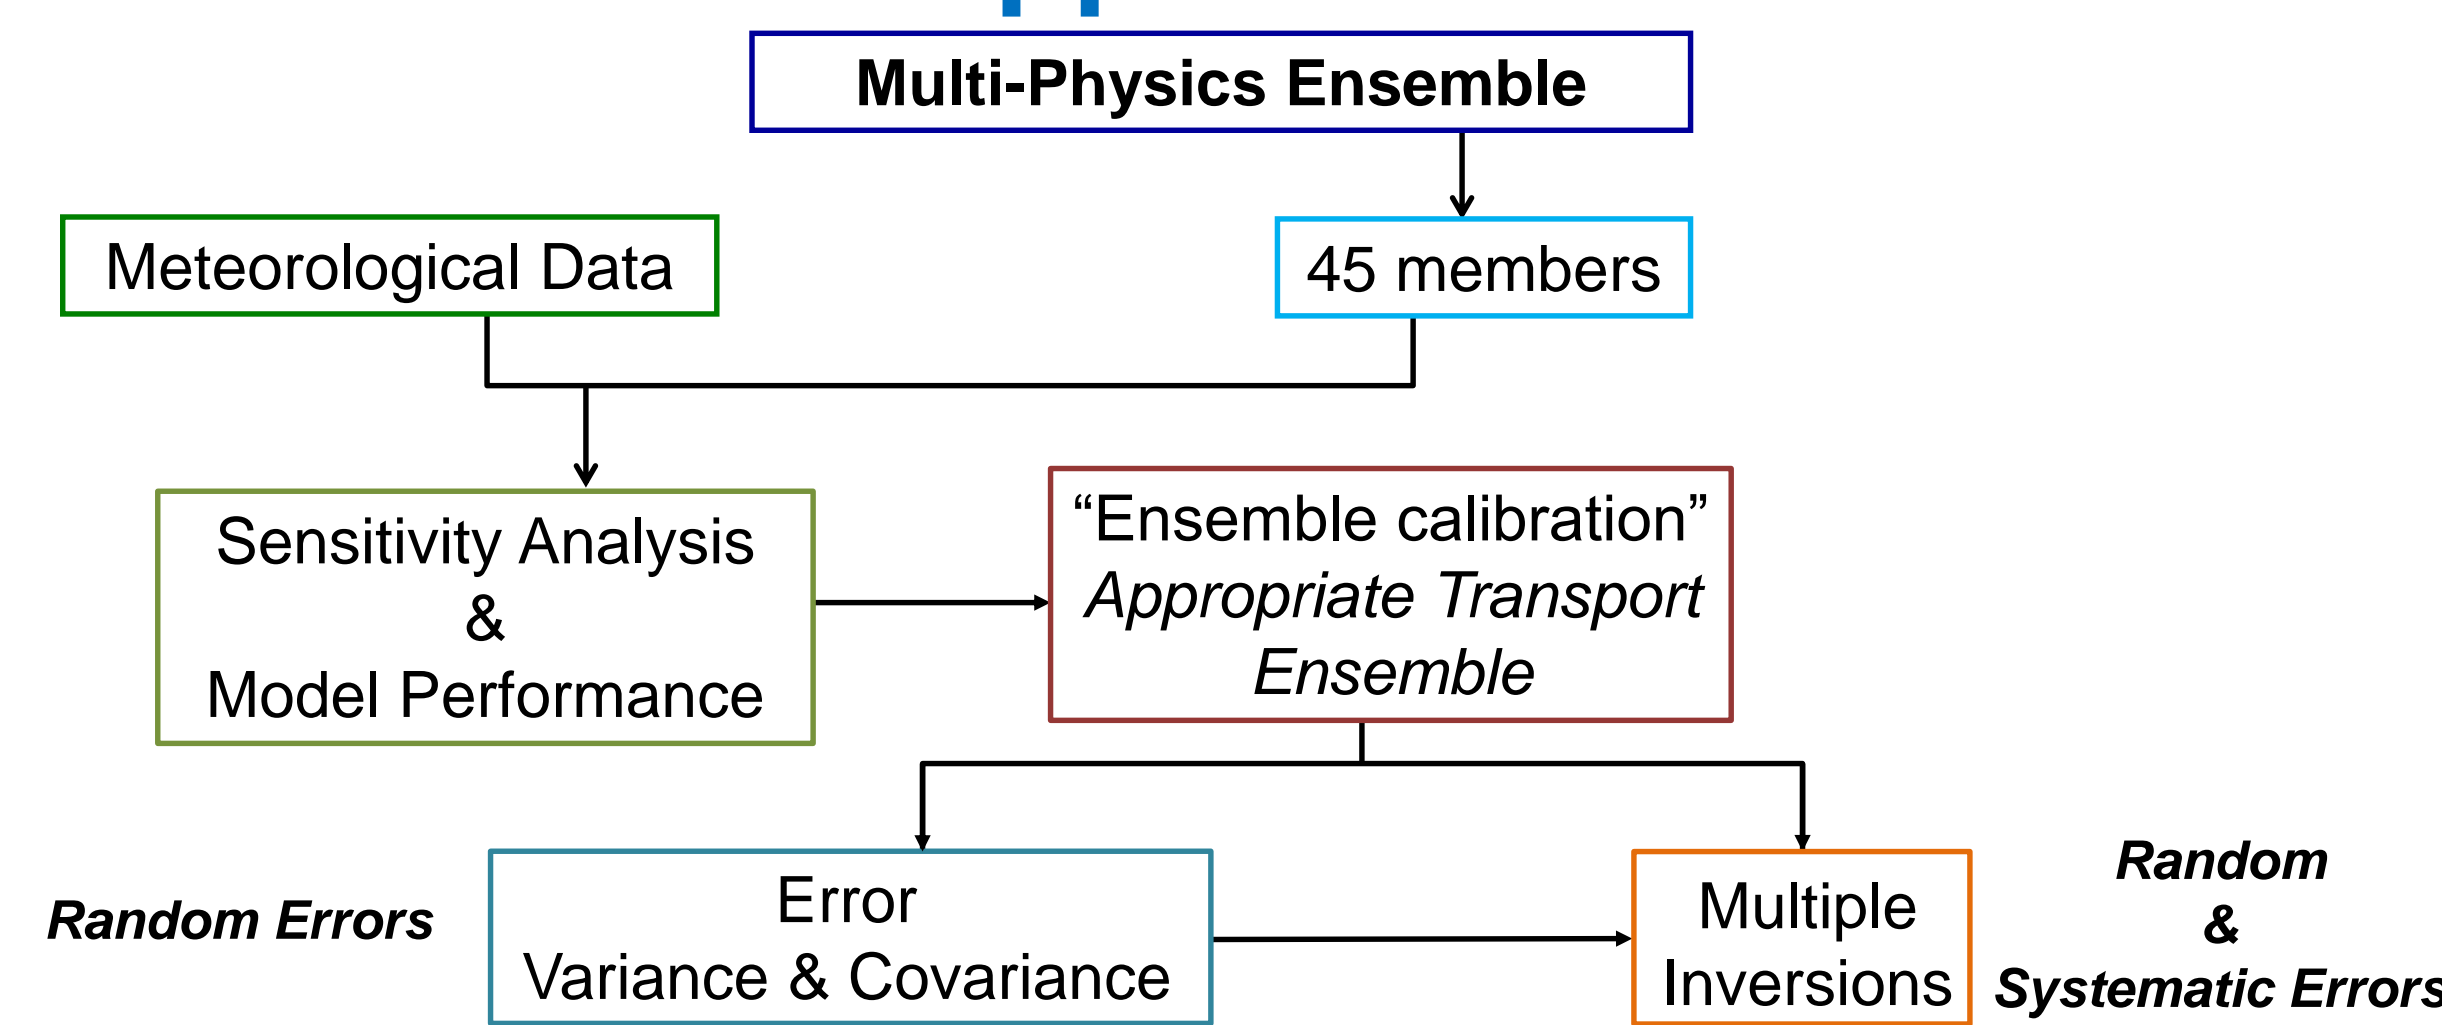 Multi-Physics Ensemble
Meteorological Data
45 members
Sensitivity Analysis
&
Model Performance
“Ensemble calibration”
Appropriate Transport
Ensemble
Random Errors
Error
Variance & Covariance
Multiple
Inversions
Random
&
Systematic Errors